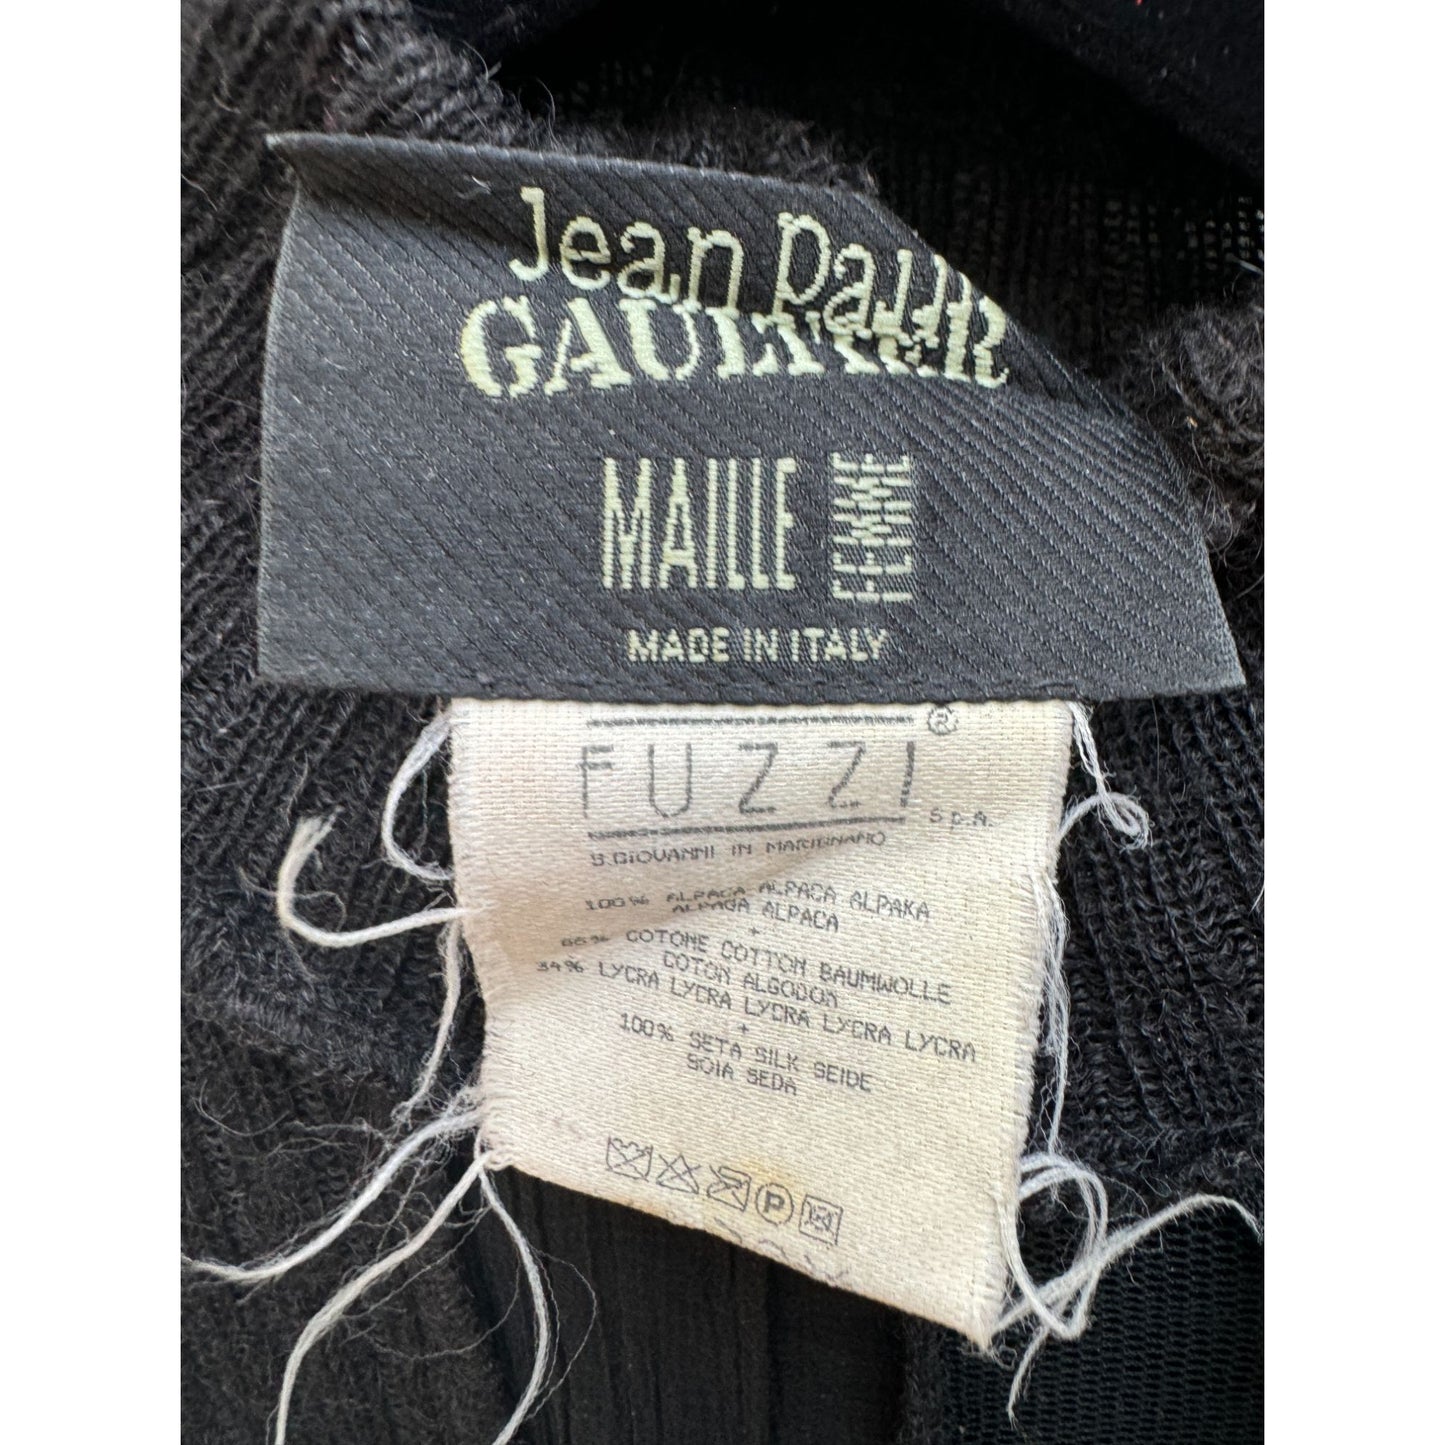 Jean Paul
GAULTIER
MAILLE FEMME
MADE IN ITALY
FUZZI ®
S.p.A.
S.GIOVANNI IN MARIGNANO
100% ALPACA ALPACA ALPAKA
ALPAGA ALPACA
+
66% COTONE COTTON BAUMWOLLE
COTON ALGODON
34% LYCRA LYCRA LYCRA LYCRA LYCRA
+
100% SETA SILK SEIDE
SOIA SEDA
P